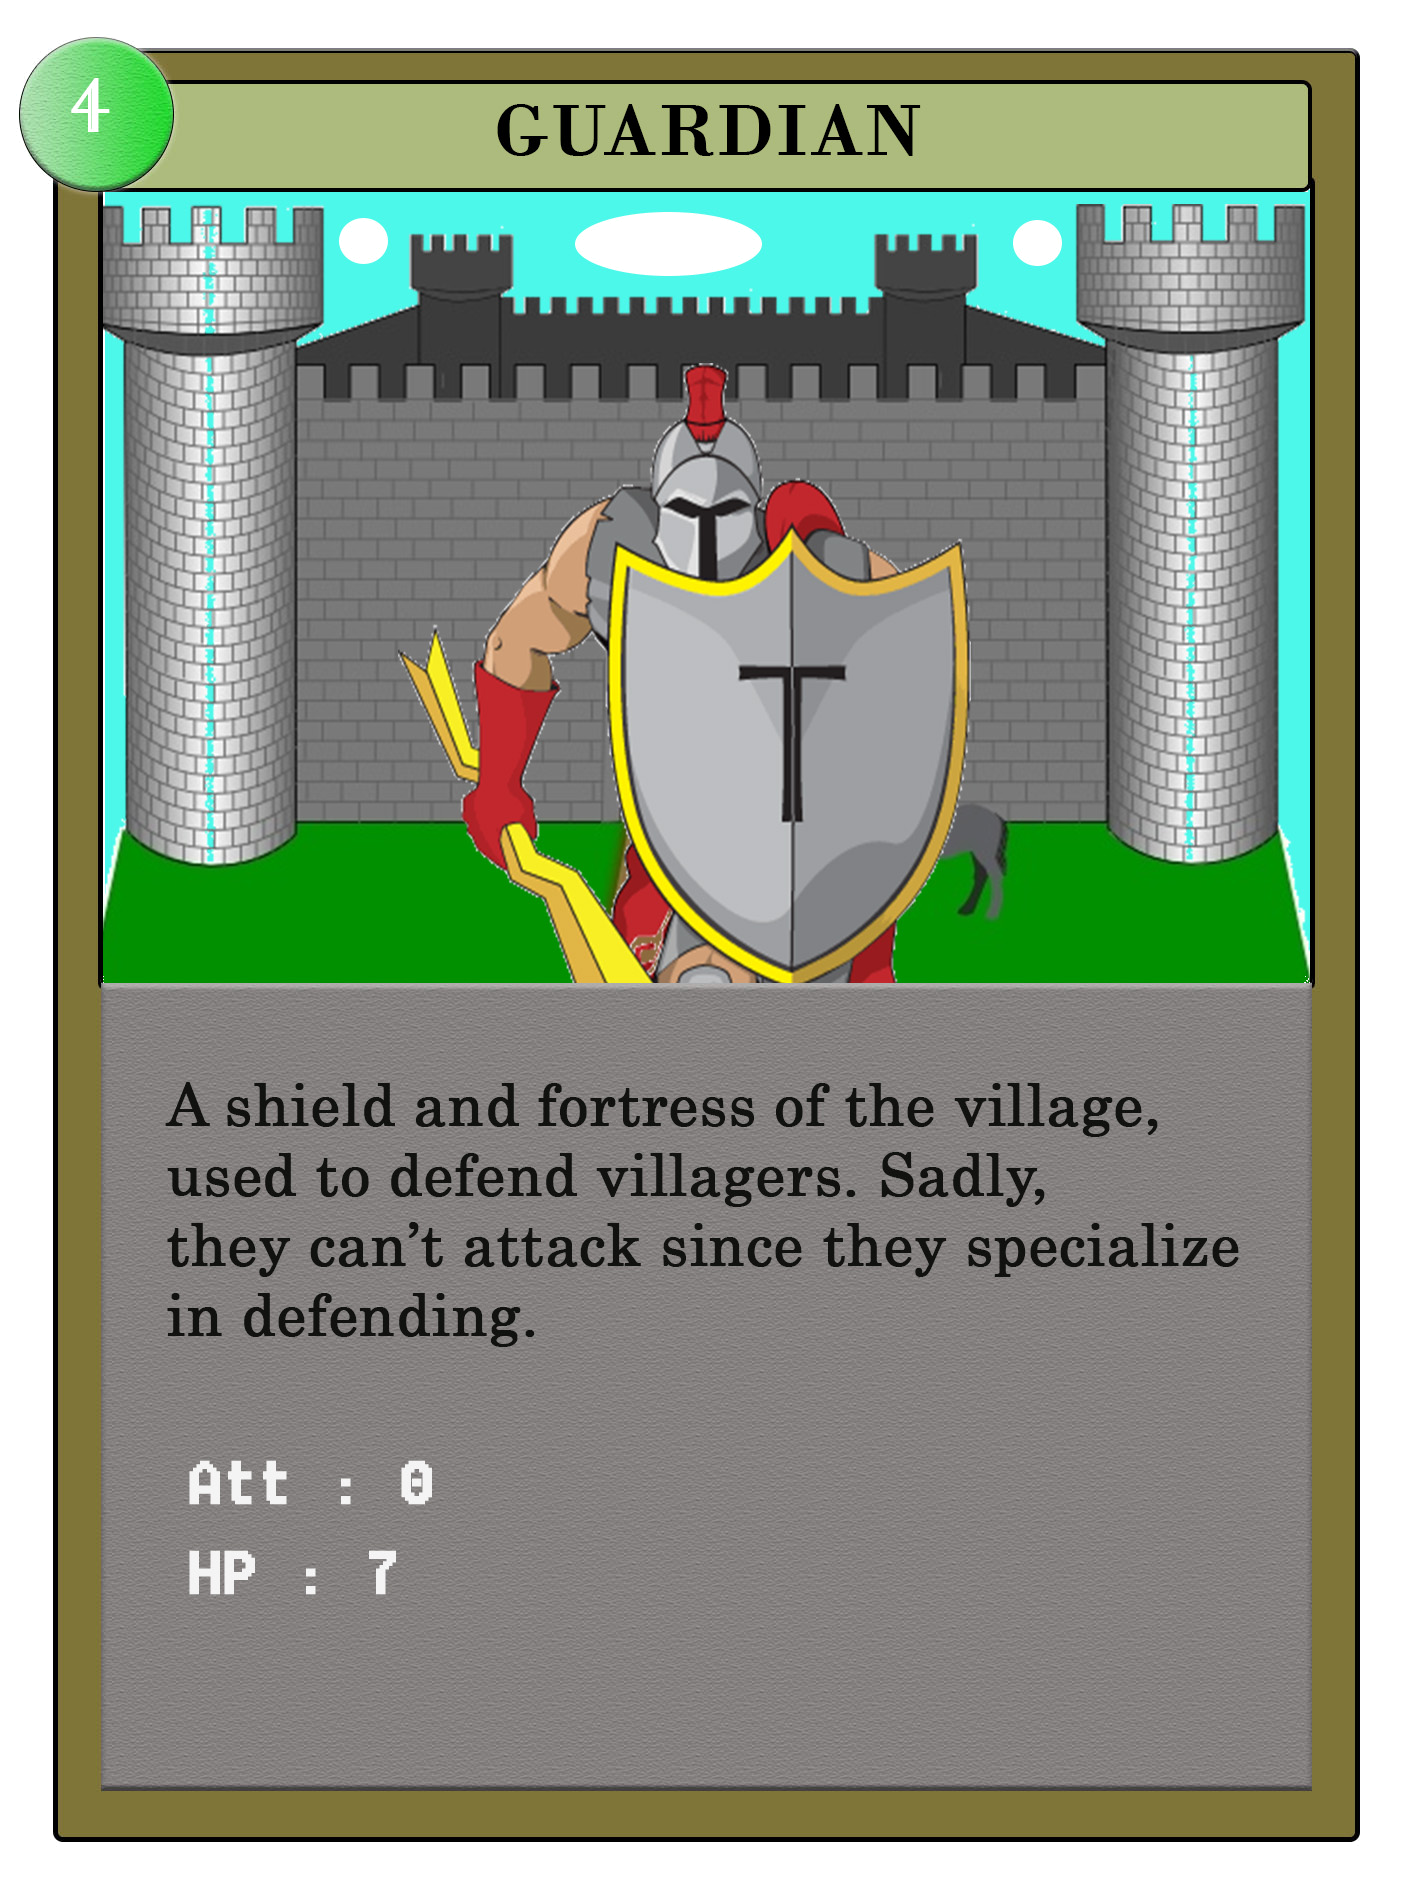 4
GUARDIAN
T
A shield and fortress of the village,
used to defend villagers. Sadly,
they can't attack since they specialize
in defending.
Att : 0
HP : 7